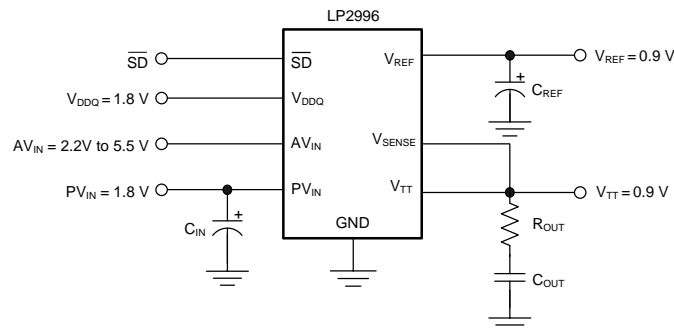 LP2996
SD
SD
VREF
VREF = 0.9 V
VDDQ = 1.8 V
VDDQ
CREF
AVIN = 2.2V to 5.5 V
AVIN
VSENSE
PVIN = 1.8 V
PVIN
VTT
VTT = 0.9 V
CIN
GND
ROUT
COUT